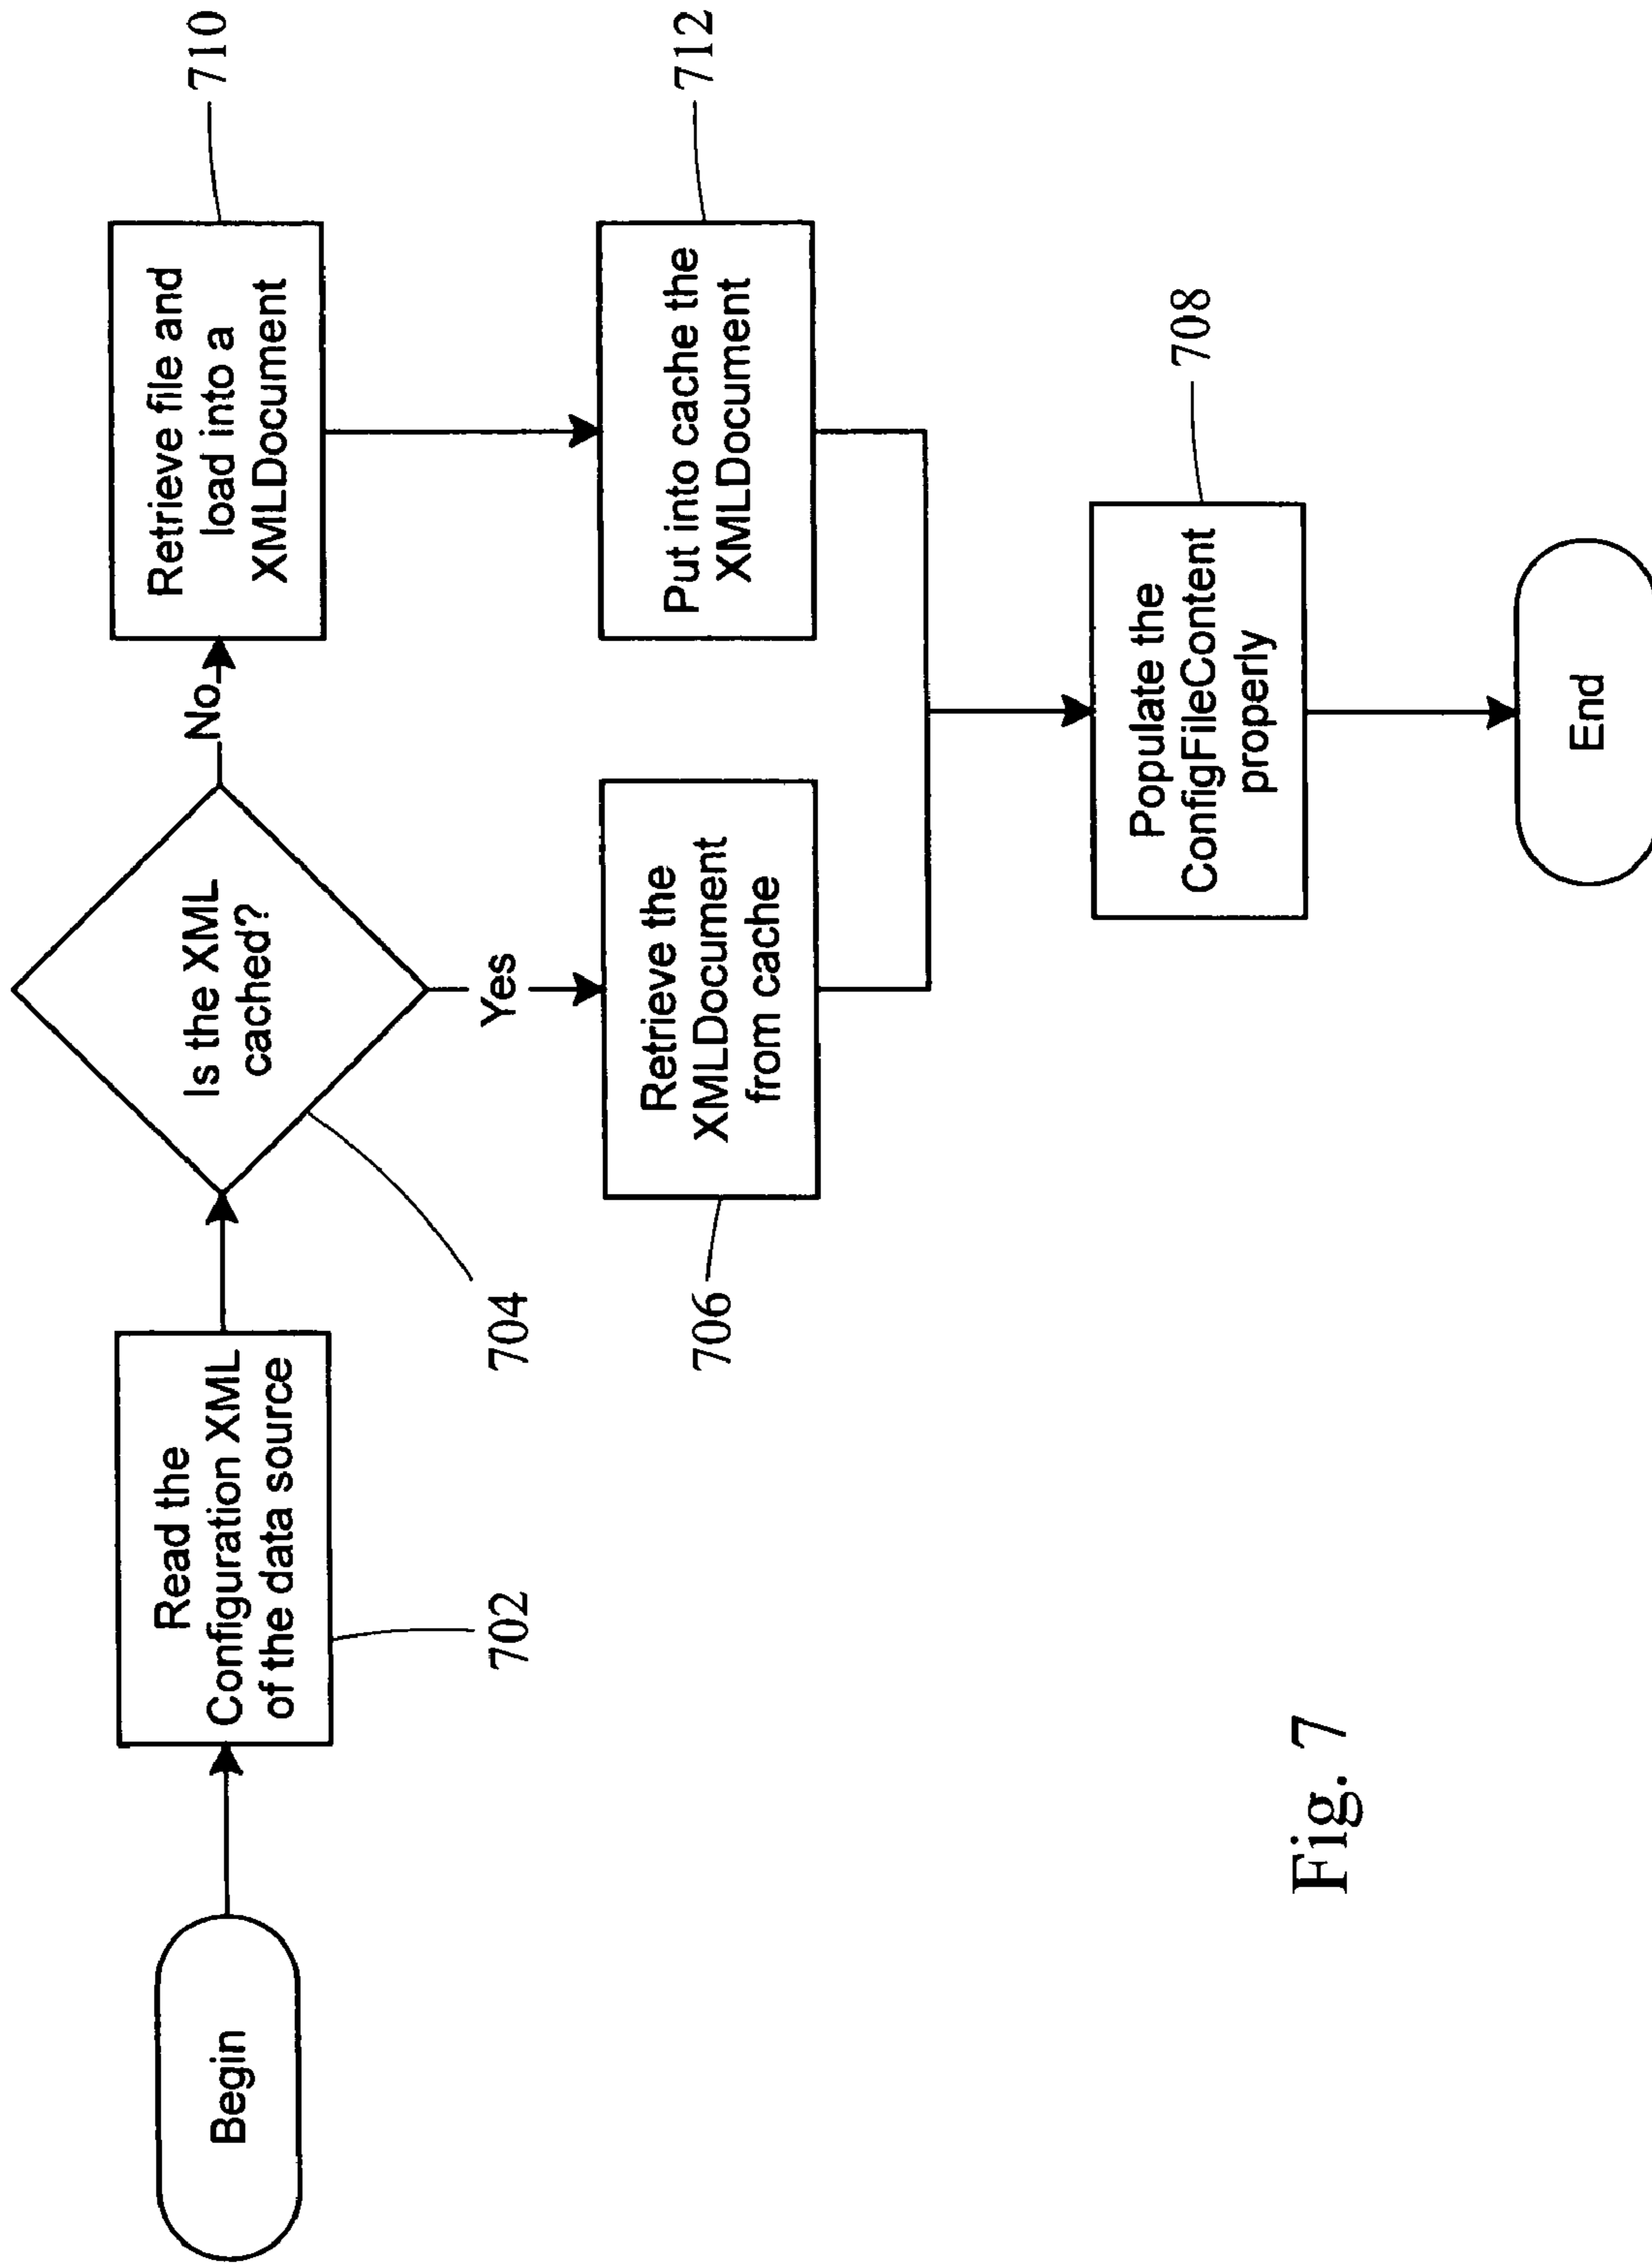 Begin
Read the
Configuration XML
of the data source
702
Is the XML
cached?
704
No
Retrieve file and
load into a
XMLDocument
710
Yes
Retrieve the
XMLDocument
from cache
706
Put into cache the
XMLDocument
712
Populate the
ConfigFileContent
properly
708
End
Fig. 7